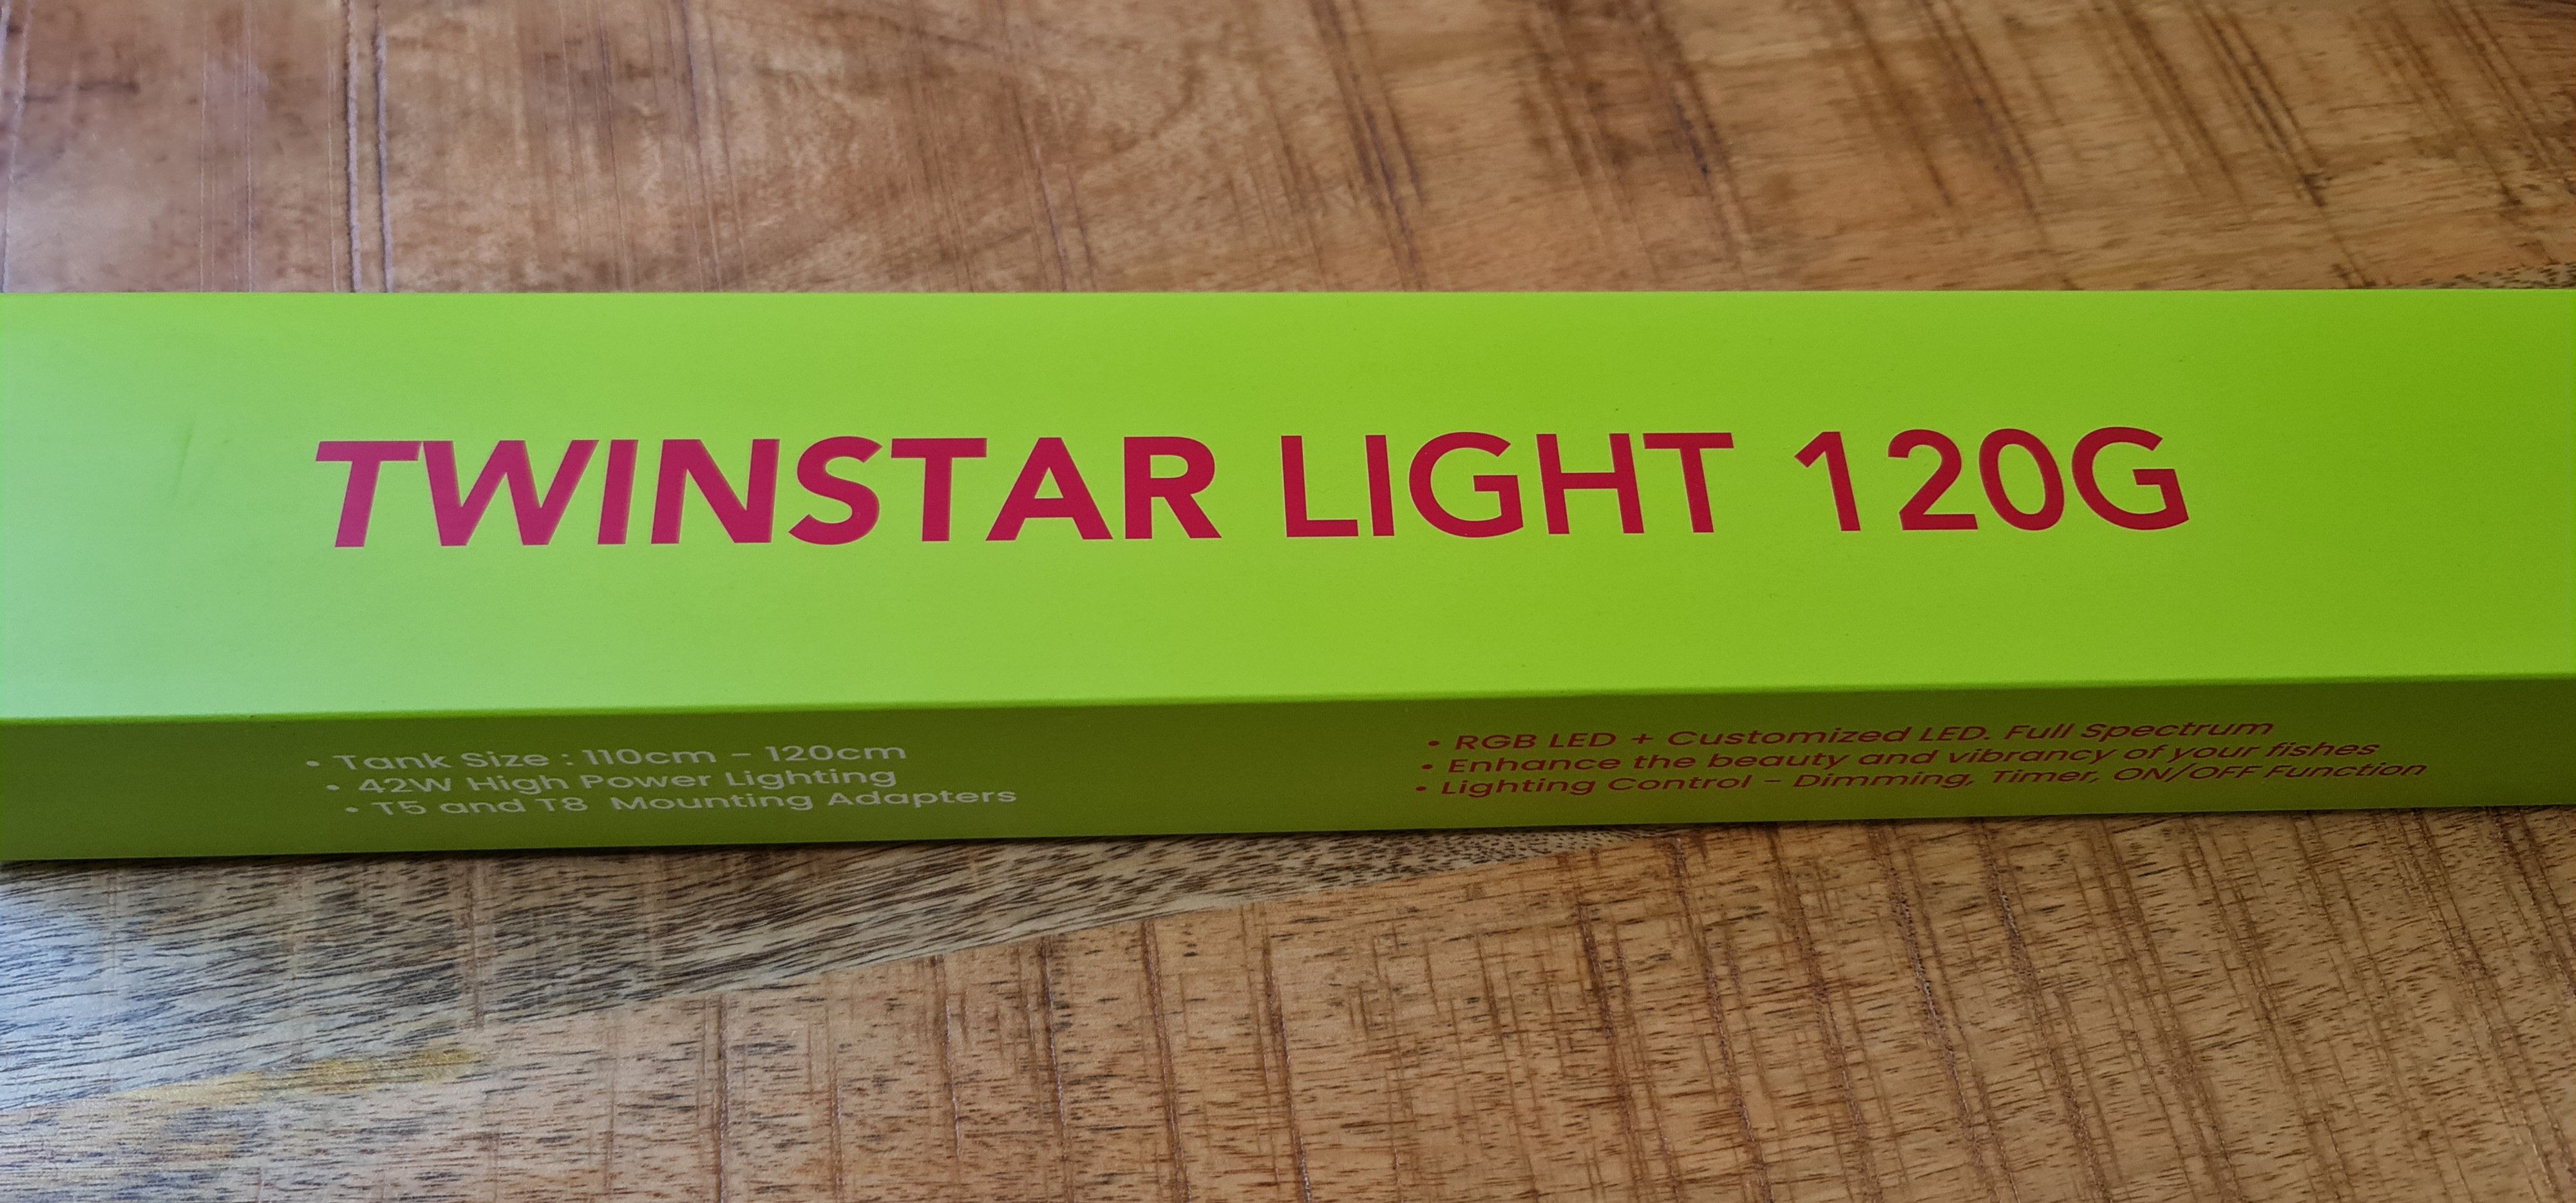 TWINSTAR LIGHT 120G
• Tank Size : 110cm - 120cm
• 42W High Power Lighting
• T5 and T8 Mounting Adapters
• RGB LED + Customized LED. Full Spectrum
• Enhance the beauty and vibrancy of your fishes
• Lighting Control - Dimming, Timer, ON/OFF Function